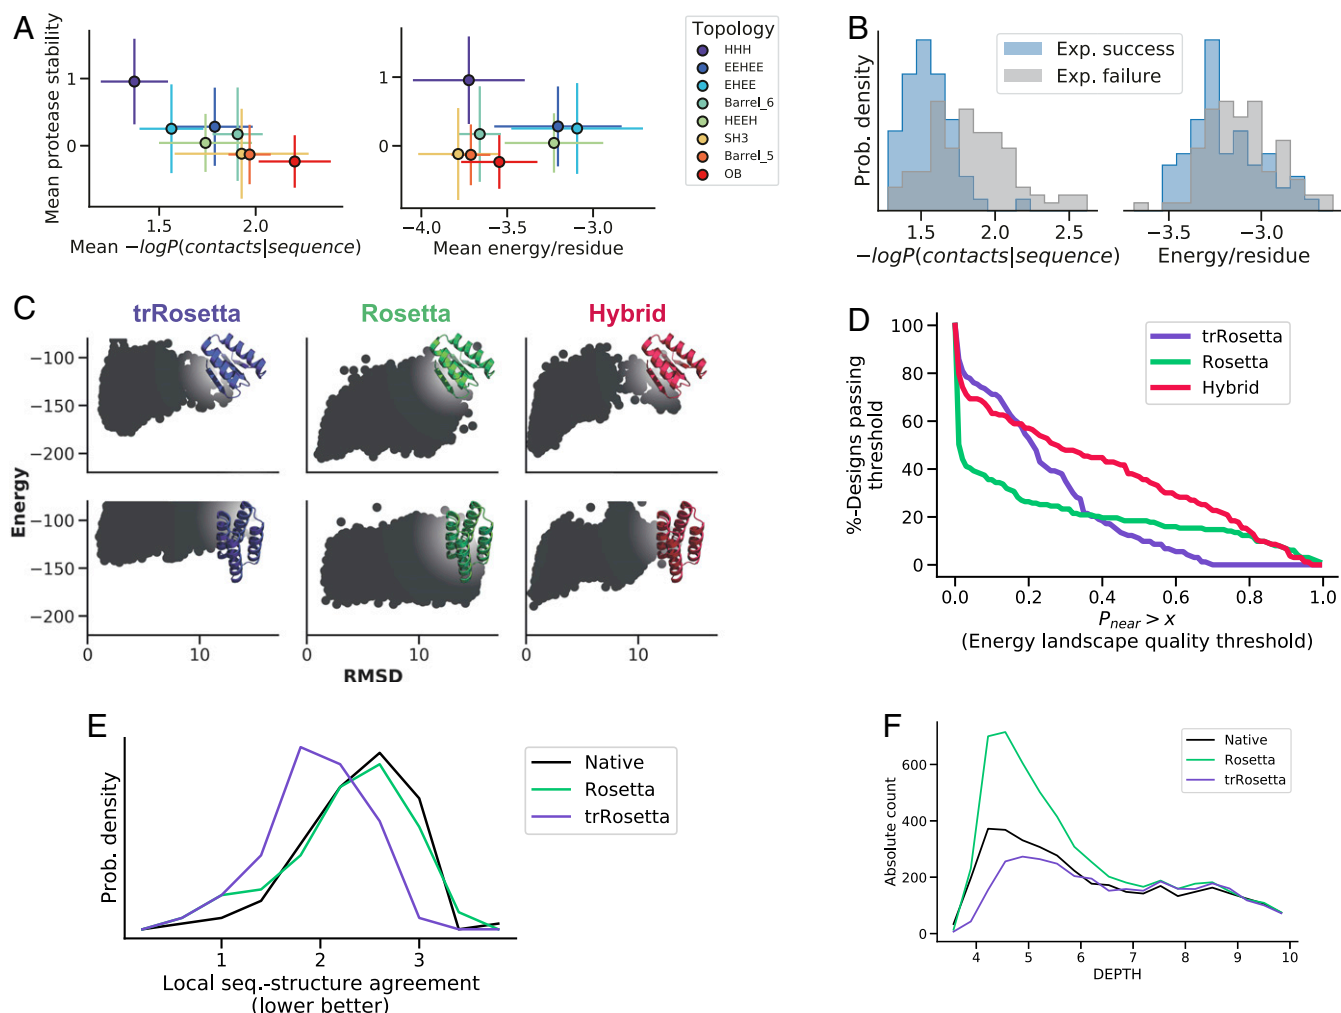 A
Mean protease stability
1
0
1.5
2.0
Mean −logP(contacts|sequence)
1
0
−4.0
−3.5
−3.0
Mean energy/residue
Topology
HHH
EEHEE
EHEE
Barrel_6
HEEH
SH3
Barrel_5
OB
B
Prob. density
Exp. success
Exp. failure
1.5
2.0
2.5
−logP(contacts|sequence)
−3.5
−3.0
Energy/residue
C
trRosetta
Rosetta
Hybrid
Energy
−100
−150
−200
−100
−150
−200
0
10
0
10
0
10
RMSD
D
%-Designs passing
threshold
100
80
60
40
20
0
trRosetta
Rosetta
Hybrid
0.0
0.2
0.4
0.6
0.8
1.0
Pnear > x
(Energy landscape quality threshold)
E
Prob. density
Native
Rosetta
trRosetta
1
2
3
Local seq.-structure agreement
(lower better)
F
Absolute count
600
400
200
0
Native
Rosetta
trRosetta
4
5
6
7
8
9
10
DEPTH